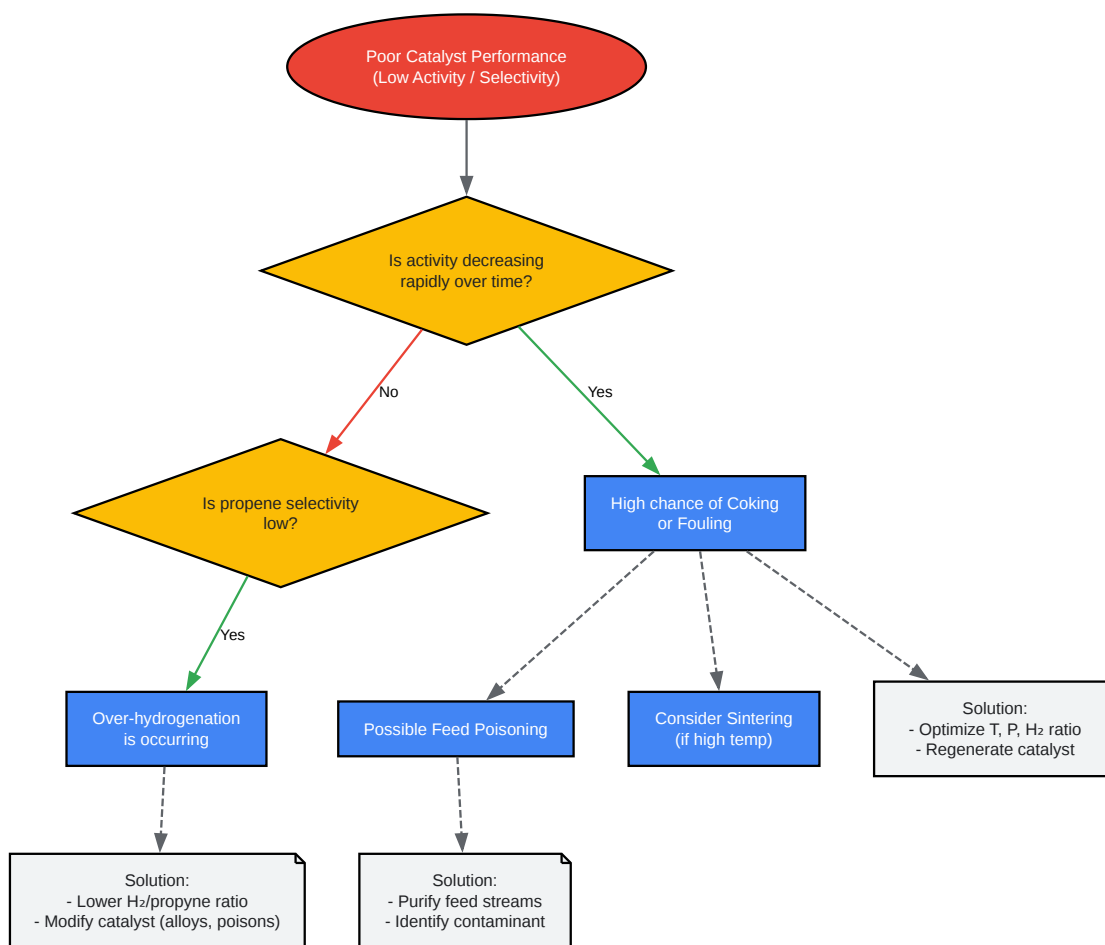 Poor Catalyst Performance
(Low Activity / Selectivity)
Is activity decreasing
rapidly over time?
No
Yes
Is propene selectivity
low?
High chance of Coking
or Fouling
Yes
Over-hydrogenation
is occurring
Possible Feed Poisoning
Consider Sintering
(if high temp)
Solution:
- Optimize T, P, H₂ ratio
- Regenerate catalyst
Solution:
- Lower H₂/propyne ratio
- Modify catalyst (alloys, poisons)
Solution:
- Purify feed streams
- Identify contaminant